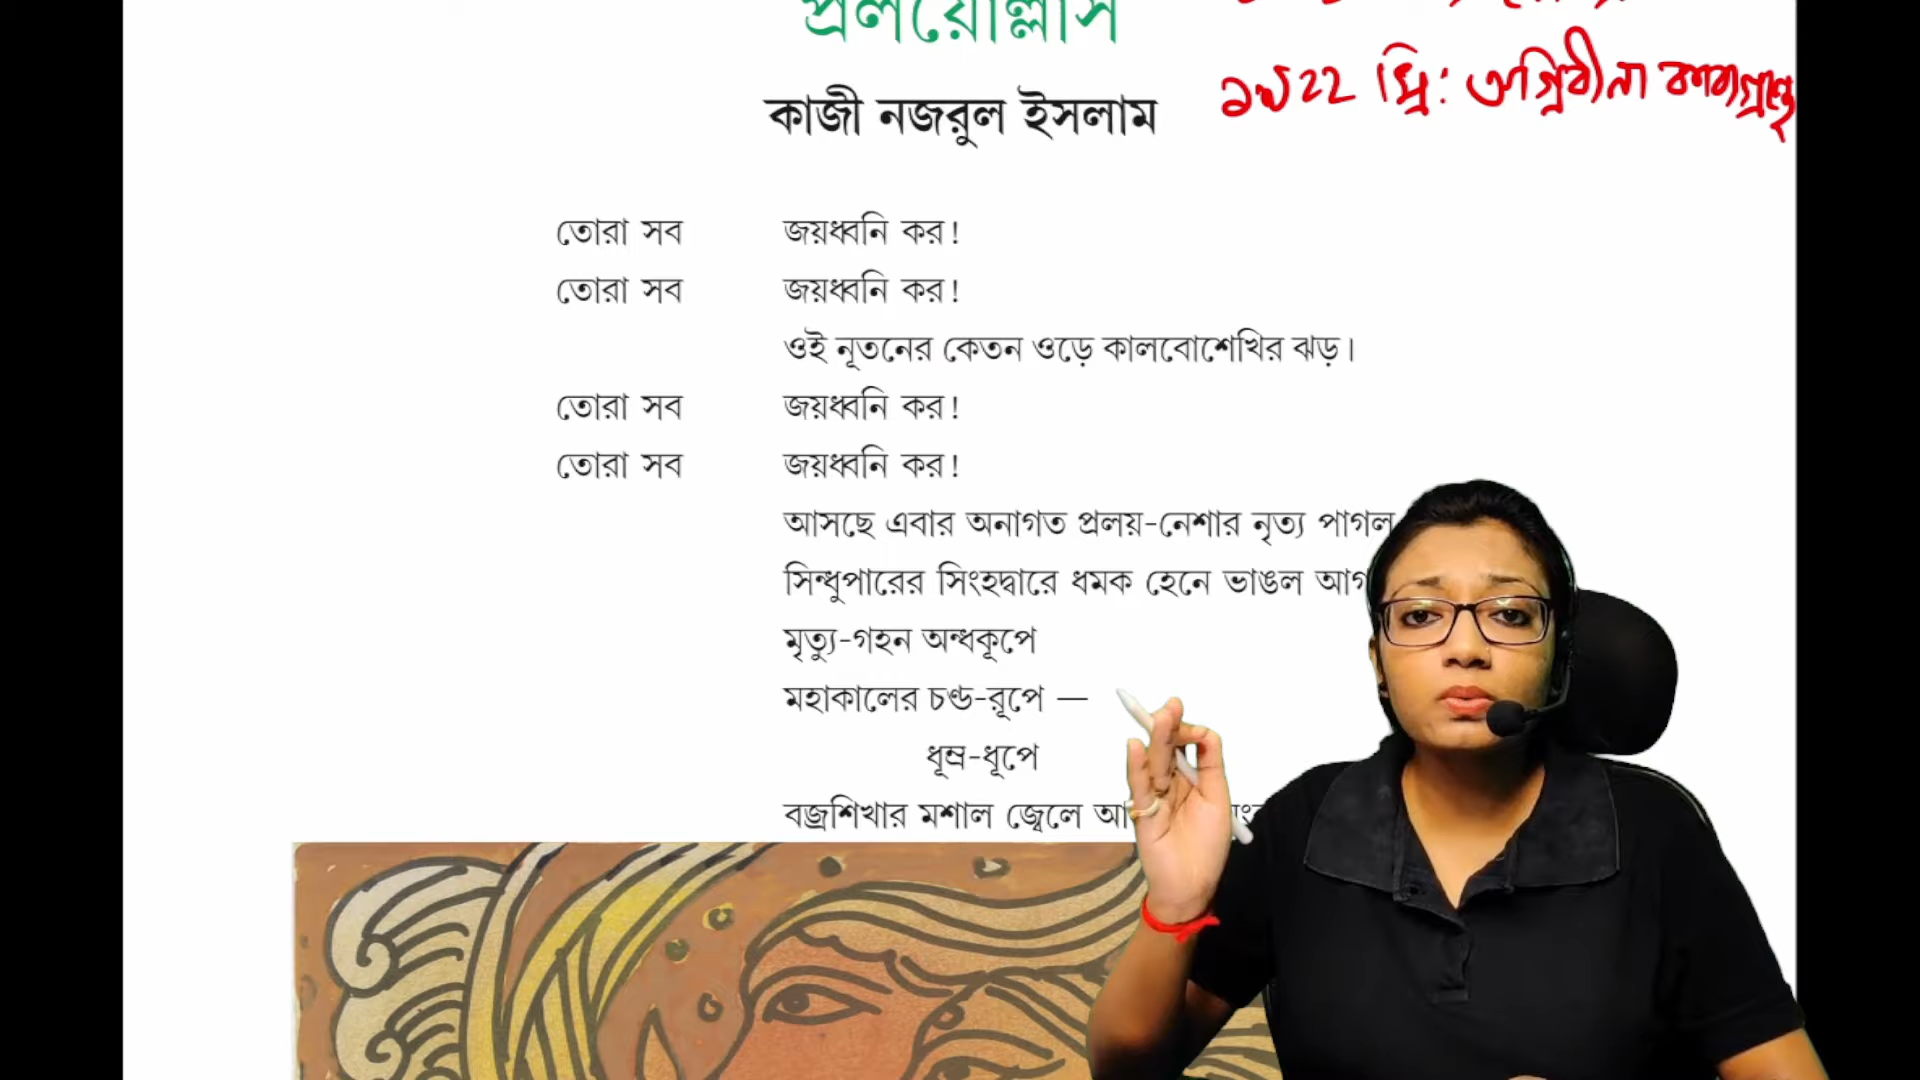 প্রলয়োল্লাস
১৯22 খ্রি: অগ্নিবীনা কাব্যগ্রন্থে
কাজী নজরুল ইসলাম
তোরা সব জয়ধ্বনি কর!
তোরা সব জয়ধ্বনি কর!
ওই নূতনের কেতন ওড়ে কালবোশেখির ঝড়।
তোরা সব জয়ধ্বনি কর!
তোরা সব জয়ধ্বনি কর!
আসছে এবার অনাগত প্রলয়-নেশার নৃত্য পাগল
সিন্ধুপারের সিংহদ্বারে ধমক হেনে ভাঙল
মৃত্যু-গহন অন্ধকূপে
মহাকালের চণ্ড-রূপে —
ধূম্র-ধূপে
বজ্রশিখার মশাল জ্বেলে